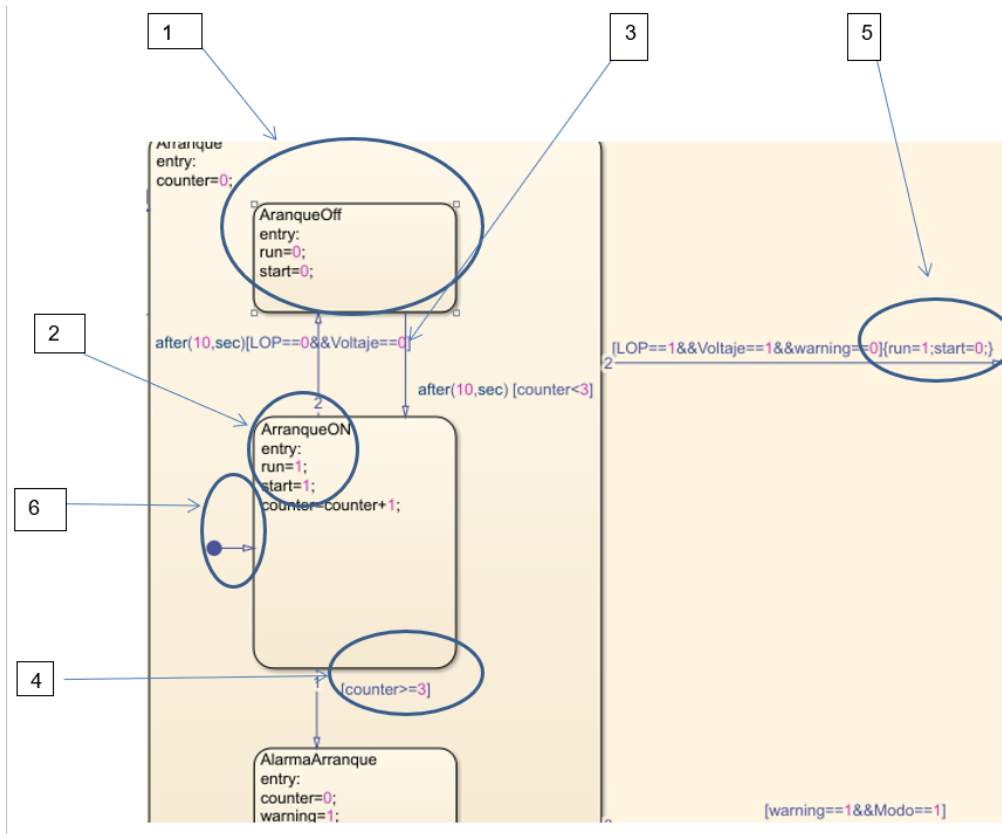 1
3
5
Arranque
entry:
counter=0;
AranqueOff
entry:
run=0;
start=0;
2
after(10,sec)[LOP==0&&Voltaje==0]
[LOP==1&&Voltaje==1&&warning==0]{run=1;start=0;}
2
after(10,sec) [counter<3]
2
ArranqueON
entry:
run=1;
start=1;
counter=counter+1;
6
4
1
[counter>=3]
AlarmaArranque
entry:
counter=0;
warning=1;
[warning==1&&Modo==1]